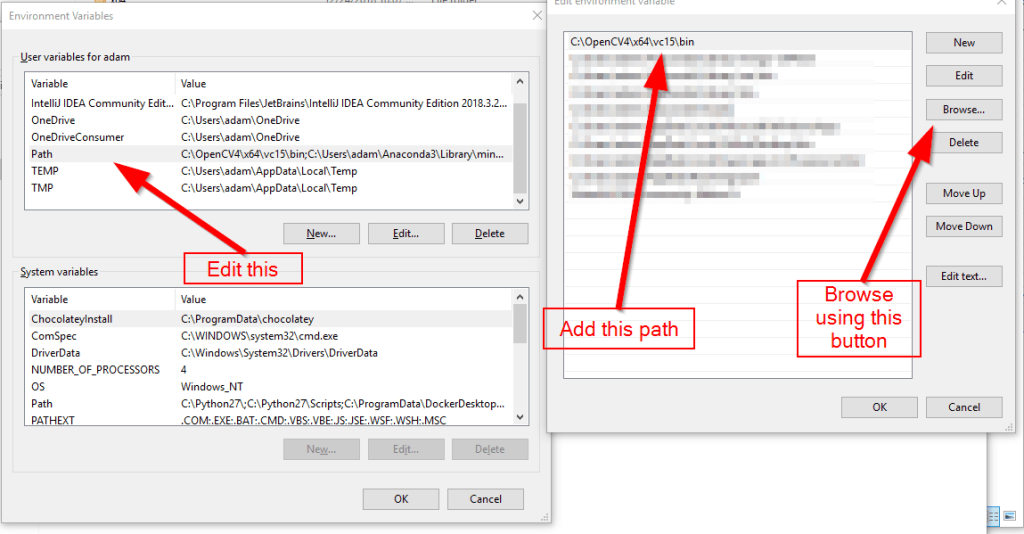 Environment Variables
User variables for adam
Variable Value
IntelliJ IDEA Community Edit... C:\Program Files\JetBrains\IntelliJ IDEA Community Edition 2018.3.2...
OneDrive C:\Users\adam\OneDrive
OneDriveConsumer C:\Users\adam\OneDrive
Path C:\OpenCV4\x64\vc15\bin;C:\Users\adam\Anaconda3\Library\min...
TEMP C:\Users\adam\AppData\Local\Temp
TMP C:\Users\adam\AppData\Local\Temp
New... Edit... Delete
Edit this
System variables
Variable Value
ChocolateyInstall C:\ProgramData\chocolatey
ComSpec C:\WINDOWS\system32\cmd.exe
DriverData C:\Windows\System32\Drivers\DriverData
NUMBER_OF_PROCESSORS 4
OS Windows_NT
Path C:\Python27\;C:\Python27\Scripts;C:\ProgramData\DockerDesktop...
PATHEXT .COM;.EXE;.BAT;.CMD;.VBS;.VBE;.JS;.JSE;.WSF;.WSH;.MSC
New... Edit... Delete
OK Cancel
Edit environment variable
C:\OpenCV4\x64\vc15\bin
New
Edit
Browse...
Delete
Move Up
Move Down
Edit text...
Add this path
Browse
using this
button
OK Cancel